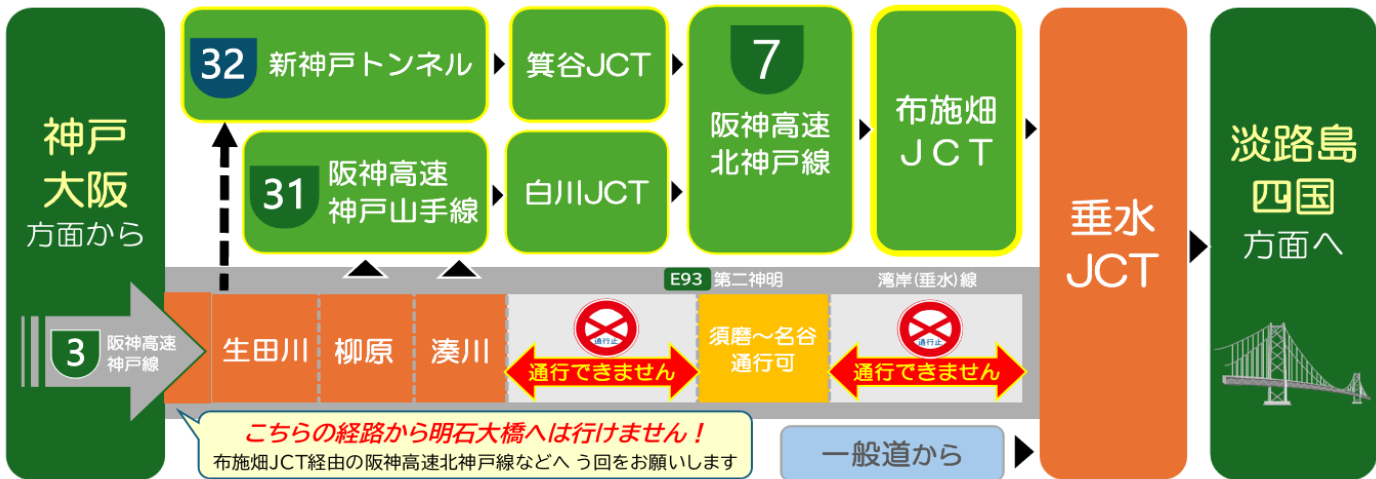 神戸
大阪
方面から
3
阪神高速
神戸線
32
新神戸トンネル
箕谷JCT
31
阪神高速
神戸山手線
白川JCT
7
阪神高速
北神戸線
布施畑
JCT
E93 第二神明
湾岸(垂水)線
生田川
柳原
湊川
通行止
通行できません
須磨～名谷
通行可
通行止
通行できません
こちらの経路から明石大橋へは行けません！
布施畑JCT経由の阪神高速北神戸線などへ う回をお願いします
一般道から
垂水
JCT
淡路島
四国
方面へ